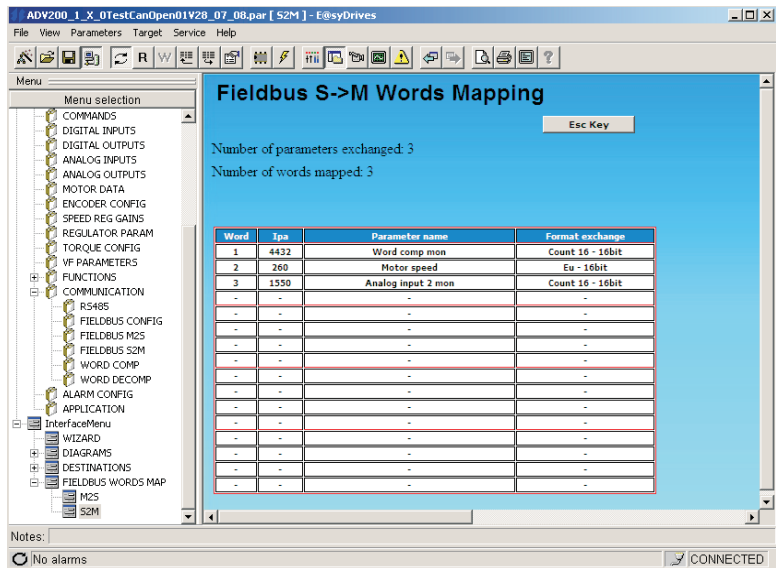 ADV200_1_X_0TestCanOpen01V28_07_08.par [ S2M ] - E@syDrives
File View Parameters Target Service Help
R W
Menu
Menu selection
COMMANDS
DIGITAL INPUTS
DIGITAL OUTPUTS
ANALOG INPUTS
ANALOG OUTPUTS
MOTOR DATA
ENCODER CONFIG
SPEED REG GAINS
REGULATOR PARAM
TORQUE CONFIG
VF PARAMETERS
FUNCTIONS
COMMUNICATION
RS485
FIELDBUS CONFIG
FIELDBUS M2S
FIELDBUS S2M
WORD COMP
WORD DECOMP
ALARM CONFIG
APPLICATION
InterfaceMenu
WIZARD
DIAGRAMS
DESTINATIONS
FIELDBUS WORDS MAP
M2S
S2M
Fieldbus S->M Words Mapping
Esc Key
Number of parameters exchanged: 3
Number of words mapped: 3
Word Ipa Parameter name Format exchange
1 4432 Word comp mon Count 16 - 16bit
2 260 Motor speed Eu - 16bit
3 1550 Analog input 2 mon Count 16 - 16bit
- - - -
- - - -
- - - -
- - - -
- - - -
- - - -
- - - -
- - - -
- - - -
- - - -
- - - -
- - - -
- - - -
Notes:
No alarms
CONNECTED